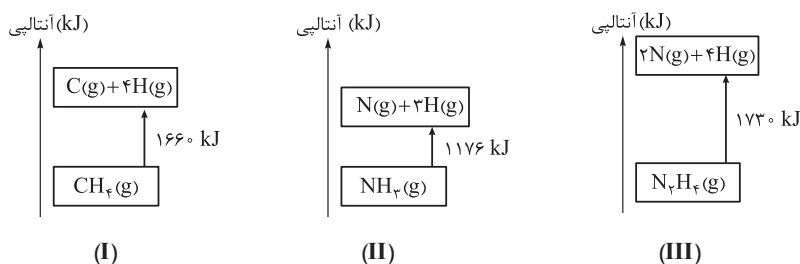 آنتالپی (kJ)
C(g)+۴H(g)
۱۶۶۰ kJ
CH۴(g)
(I)
آنتالپی (kJ)
N(g)+۳H(g)
۱۱۷۶ kJ
NH۳(g)
(II)
آنتالپی (kJ)
۲N(g)+۴H(g)
۱۷۳۰ kJ
N۲H۴(g)
(III)